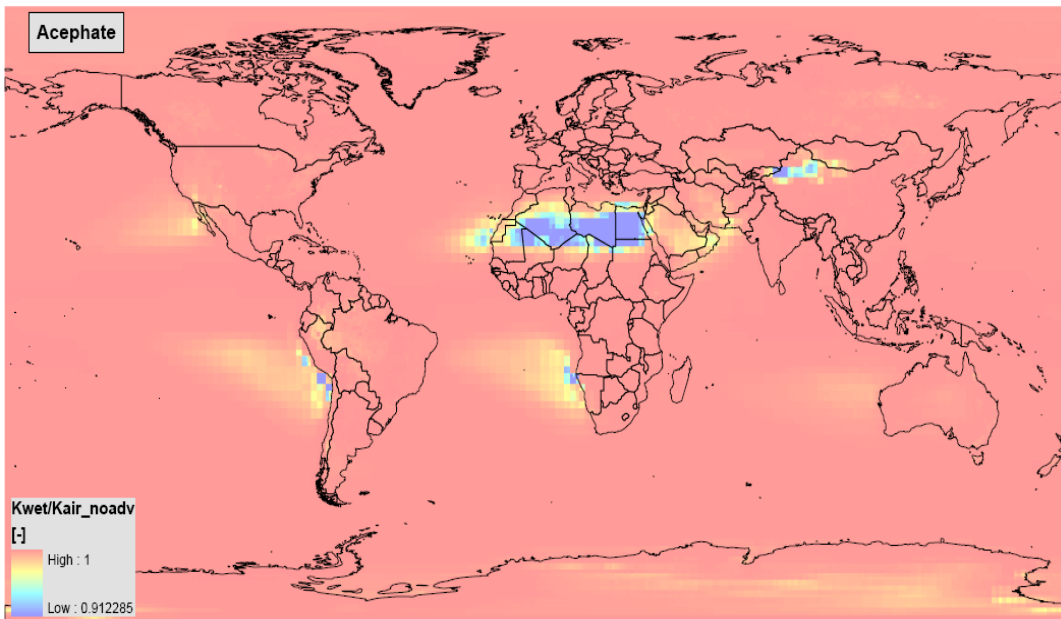 Acephate
Kwet/Kair_noadv
[-]
High : 1
Low : 0.912285